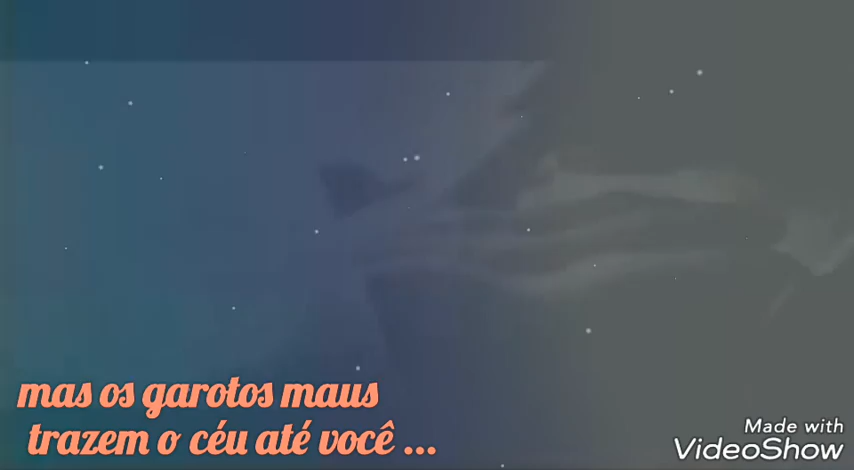 mas os garotos maus
trazem o céu até você ...
Made with
VideoShow